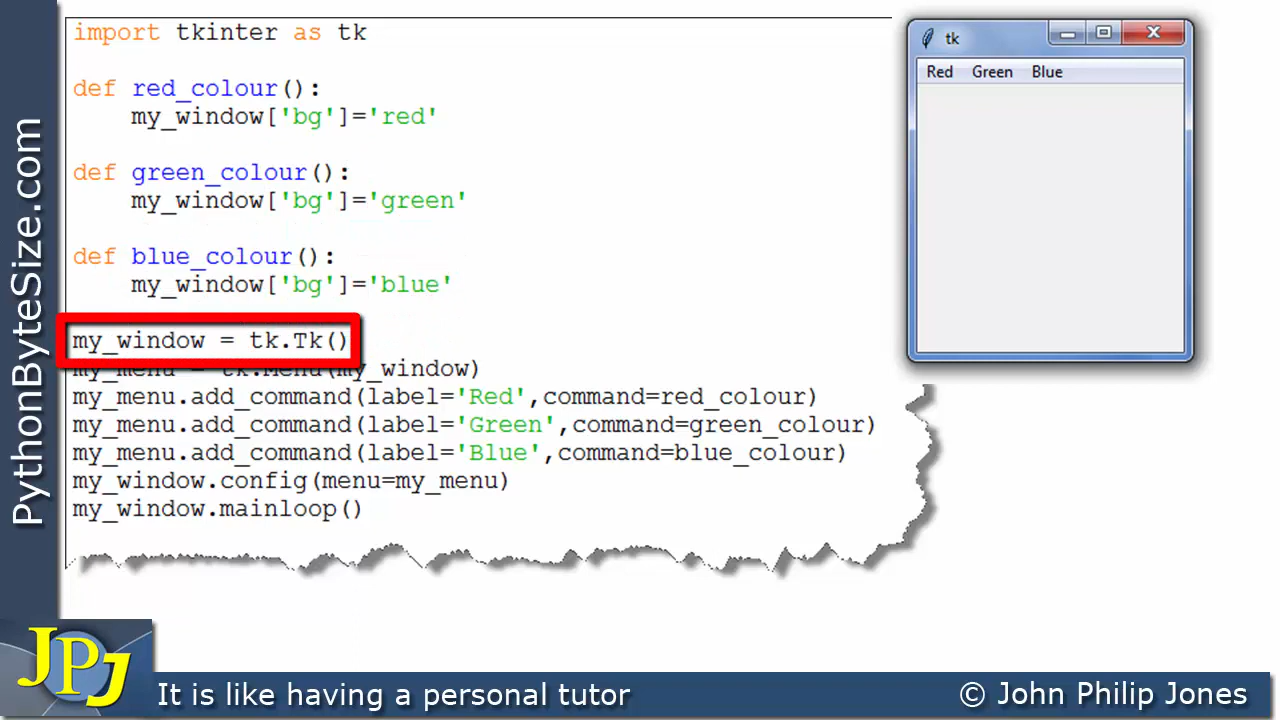 PythonByteSize.com
import tkinter as tk
def red_colour():
    my_window['bg']='red'
def green_colour():
    my_window['bg']='green'
def blue_colour():
    my_window['bg']='blue'
my_window = tk.Tk()
my_menu = tk.Menu(my_window)
my_menu.add_command(label='Red',command=red_colour)
my_menu.add_command(label='Green',command=green_colour)
my_menu.add_command(label='Blue',command=blue_colour)
my_window.config(menu=my_menu)
my_window.mainloop()
tk
Red Green Blue
JPJ
It is like having a personal tutor
© John Philip Jones